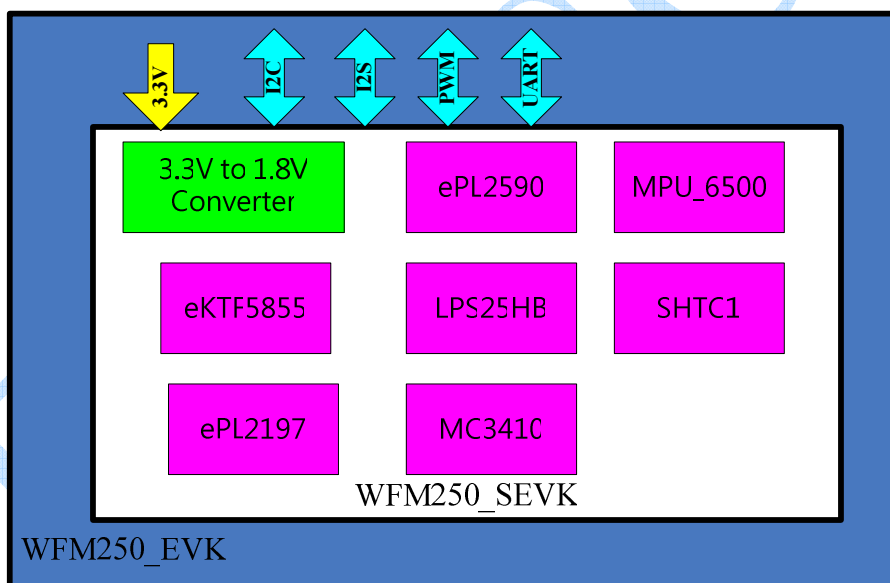 3.3V
I2C
I2S
PWM
UART
3.3V to 1.8V
Converter
ePL2590
MPU_6500
eKTF5855
LPS25HB
SHTC1
ePL2197
MC3410
WFM250_SEVK
WFM250_EVK